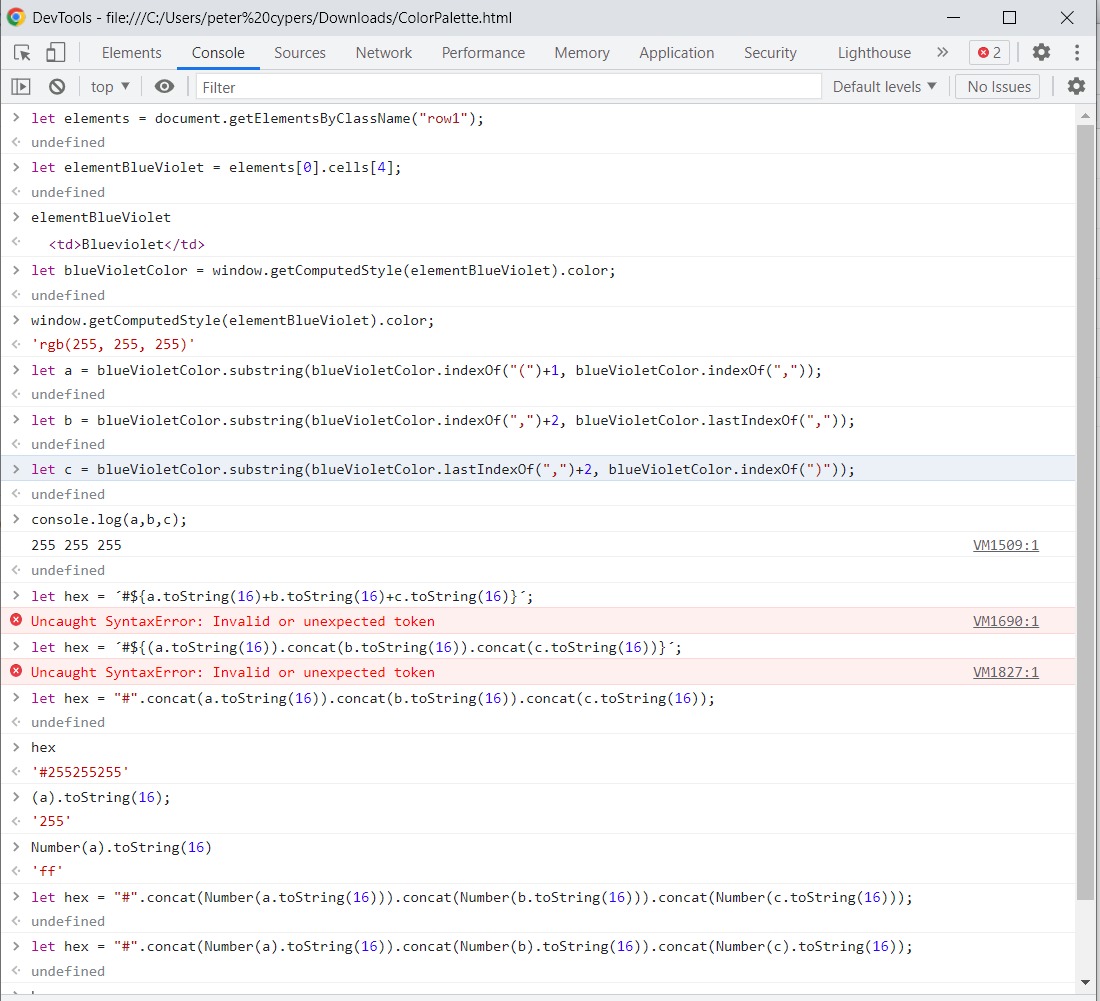 DevTools - file:///C:/Users/peter%20cypers/Downloads/ColorPalette.html
Elements Console Sources Network Performance Memory Application Security Lighthouse » 2
top ▼ Filter Default levels ▼ No Issues
> let elements = document.getElementsByClassName("row1");
undefined
> let elementBlueViolet = elements[0].cells[4];
undefined
> elementBlueViolet
<td>Blueviolet</td>
> let blueVioletColor = window.getComputedStyle(elementBlueViolet).color;
undefined
> window.getComputedStyle(elementBlueViolet).color;
'rgb(255, 255, 255)'
> let a = blueVioletColor.substring(blueVioletColor.indexOf("(")+1, blueVioletColor.indexOf(","));
undefined
> let b = blueVioletColor.substring(blueVioletColor.indexOf(",")+2, blueVioletColor.lastIndexOf(","));
undefined
> let c = blueVioletColor.substring(blueVioletColor.lastIndexOf(",")+2, blueVioletColor.indexOf(")"));
undefined
> console.log(a,b,c);
255 255 255 VM1509:1
undefined
> let hex = ´#${a.toString(16)+b.toString(16)+c.toString(16)}´;
Uncaught SyntaxError: Invalid or unexpected token VM1690:1
> let hex = ´#${(a.toString(16)).concat(b.toString(16)).concat(c.toString(16))}´;
Uncaught SyntaxError: Invalid or unexpected token VM1827:1
> let hex = "#".concat(a.toString(16)).concat(b.toString(16)).concat(c.toString(16));
undefined
> hex
'#255255255'
> (a).toString(16);
'255'
> Number(a).toString(16)
'ff'
> let hex = "#".concat(Number(a.toString(16))).concat(Number(b.toString(16))).concat(Number(c.toString(16)));
undefined
> let hex = "#".concat(Number(a).toString(16)).concat(Number(b).toString(16)).concat(Number(c).toString(16));
undefined